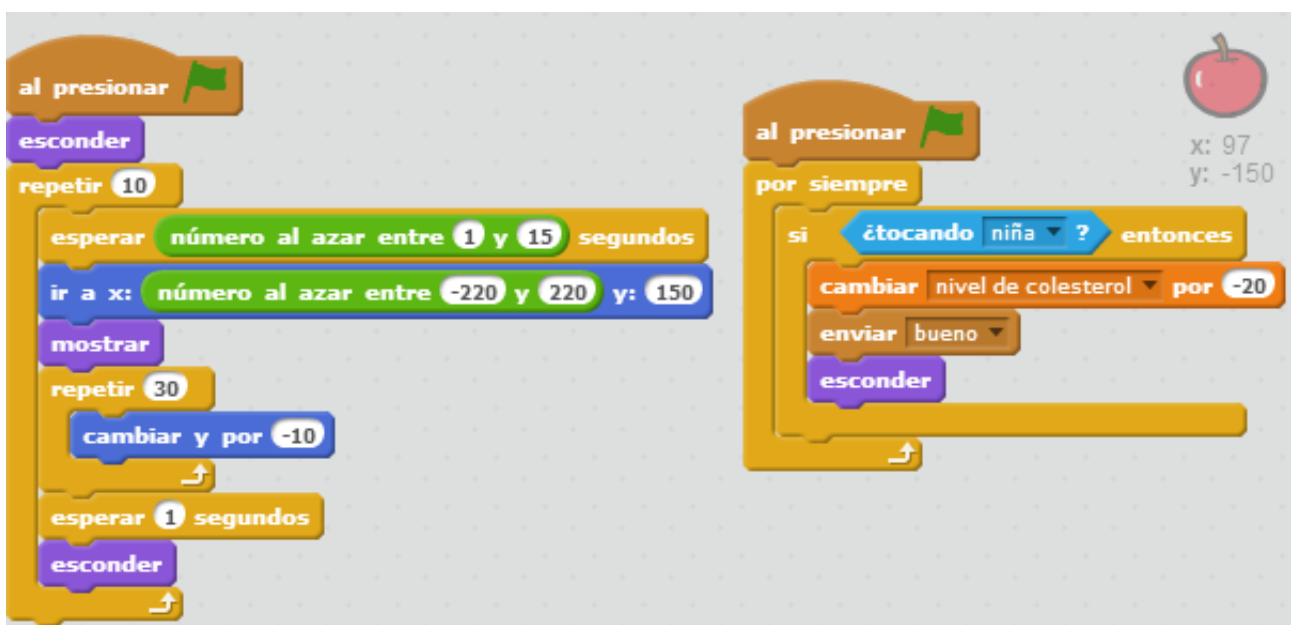 al presionar
esconder
repetir 10
esperar número al azar entre 1 y 15 segundos
ir a x: número al azar entre -220 y 220 y: 150
mostrar
repetir 30
cambiar y por -10
esperar 1 segundos
esconder
al presionar
por siempre
si ¿tocando niña ? entonces
cambiar nivel de colesterol por -20
enviar bueno
esconder
x: 97
y: -150